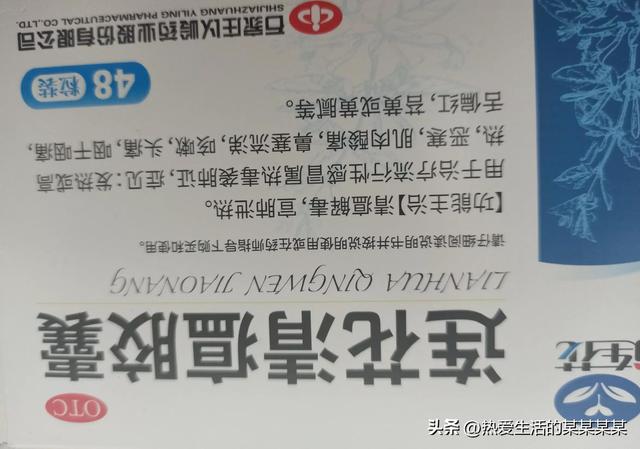 OTC
连花清瘟胶囊
LIANHUA QINGWEN JIAONANG
请仔细阅读说明书并按说明使用或在药师指导下购买和使用。
【功能主治】清瘟解毒，宣肺泄热。
用于治疗流行性感冒属热毒袭肺证，症见：发热或高
热，恶寒，肌肉酸痛，鼻塞流涕，咳嗽，头痛，咽干咽痛，
舌偏红，苔黄或黄腻等。
48粒装
石家庄以岭药业股份有限公司
SHIJIAZHUANG YILING PHARMACEUTICAL CO.,LTD.
连花
头条 @热爱生活的某某某某